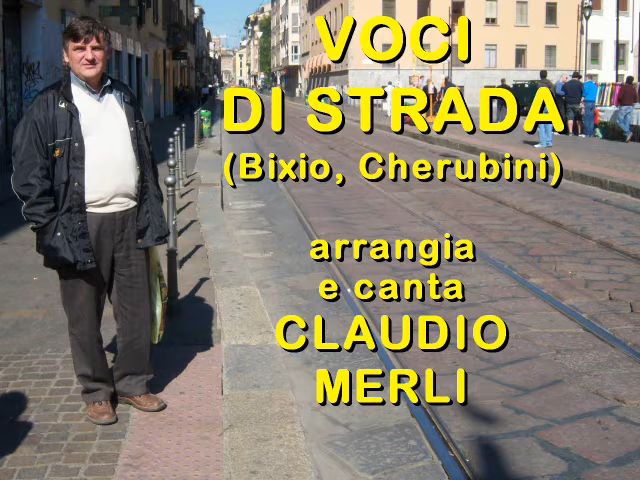 VOCI
DI STRADA
(Bixio, Cherubini)
arrangia
e canta
CLAUDIO
MERLI